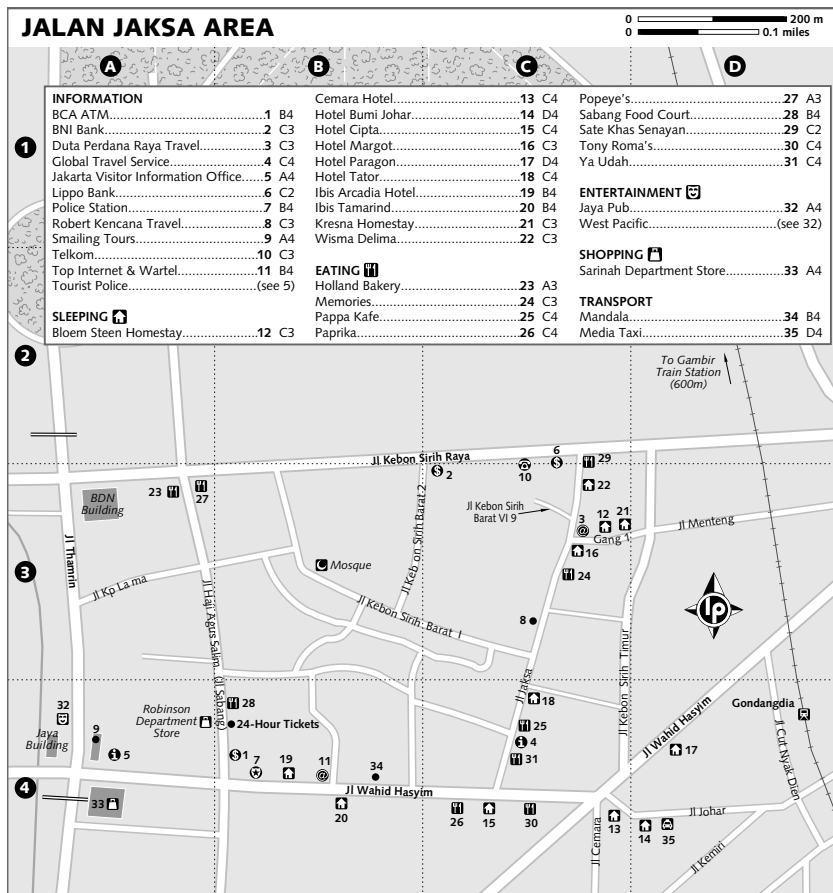 JALAN JAKSA AREA
0 200 m
0 0.1 miles
A B C D
INFORMATION
BCA ATM 1 B4
BNI Bank 2 C3
Duta Perdana Raya Travel 3 C3
Global Travel Service 4 C4
Jakarta Visitor Information Office 5 A4
Lippo Bank 6 C2
Police Station 7 B4
Robert Kencana Travel 8 C3
Smailing Tours 9 A4
Telkom 10 C3
Top Internet & Wartel 11 B4
Tourist Police (see 5)
SLEEPING
Bloem Steen Homestay 12 C3
Cemara Hotel 13 C4
Hotel Bumi Johar 14 D4
Hotel Cipta 15 C4
Hotel Margot 16 C3
Hotel Paragon 17 D4
Hotel Tator 18 C4
Ibis Arcadia Hotel 19 B4
Ibis Tamarind 20 B4
Kresna Homestay 21 C3
Wisma Delima 22 C3
EATING
Holland Bakery 23 A3
Memories 24 C3
Pappa Kafe 25 C4
Paprika 26 C4
Popeye's 27 A3
Sabang Food Court 28 B4
Sate Khas Senayan 29 C2
Tony Roma's 30 C4
Ya Udah 31 C4
ENTERTAINMENT
Jaya Pub 32 A4
West Pacific (see 32)
SHOPPING
Sarinah Department Store 33 A4
TRANSPORT
Mandala 34 B4
Media Taxi 35 D4
1
2
To Gambir
Train Station
(600m)
Jl Kebon Sirih Raya
6
29
$ 2
10
23
27
BDN
Building
22
Jl Kebon Sirih
Barat VI 9
Jl Kebon Sirih Barat 2
3
@
12
21
Jl Menteng
Gang 1
16
Jl Thamrin
3
Mosque
24
Jl Kp Lama
Jl Haji Agus Salim (Jl Sabang)
Jl Kebon Sirih Barat I
8
lp
Jl Jaksa
Jl Kebon Sirih Timur
32
Robinson
Department
Store
28
24-Hour Tickets
18
Gondangdia
Jaya
Building
9
i 5
$ 1
7
19
11
@
34
25
i 4
31
Jl Wahid Hasyim
17
Jl Cut Nyak Dien
4
33
Jl Wahid Hasyim
20
26
15
30
Jl Cemara
13
14
35
Jl Johar
Jl Kemiri